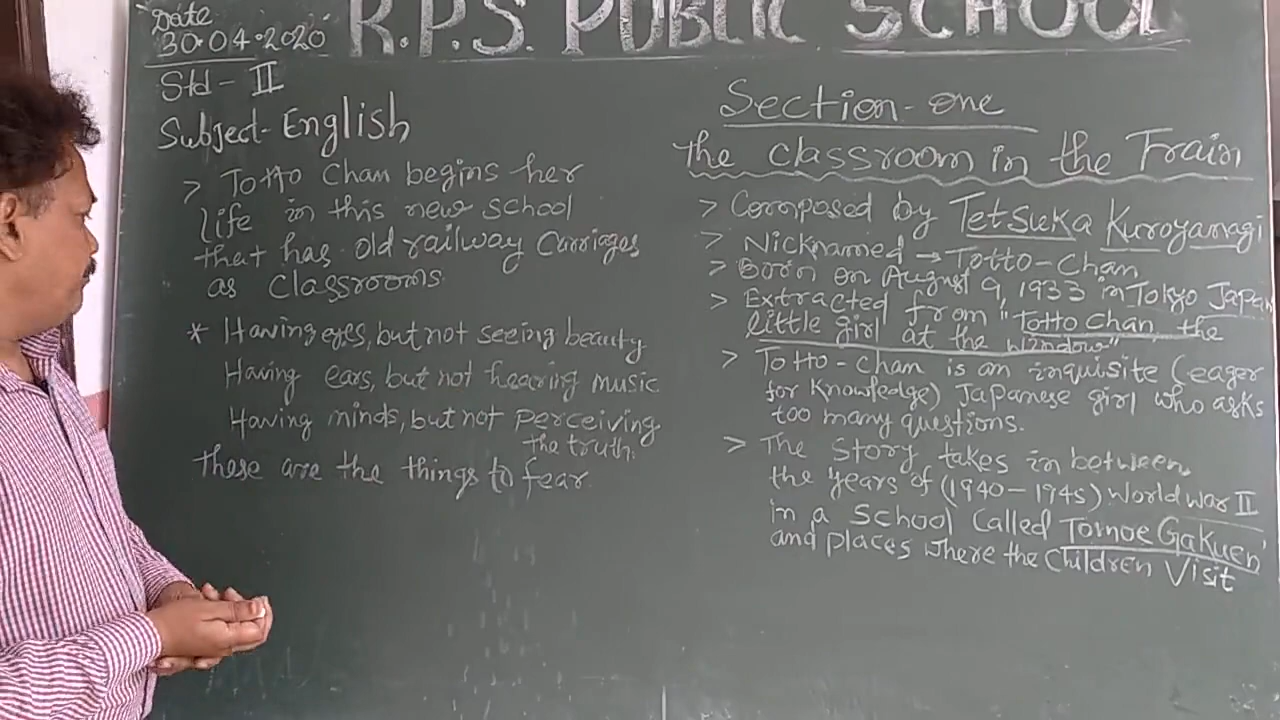 Date
30.04.2020
R.P.S. PUBLIC SCHOOL
Std - II
Subject - English
> Totto Chan begins her
life in this new school
that has old railway Carriages
as Classrooms
* Having eyes, but not seeing beauty
Having ears, but not hearing music
Having minds, but not perceiving
the truth.
These are the things to fear
Section - one
The classroom in the Train
> Composed by Tetsuka Kuroyanagi
> Nicknamed → Totto-Chan
> Born on August 9, 1933 in Tokyo Japan
> Extracted from "Totto Chan the
little girl at the window"
> Totto-Chan is an inquisite (eager
for Knowledge) Japanese girl who asks
too many questions.
> The Story takes in between
the years of (1940-1945) World War II
in a School Called Tomoe Gakuen'
and places where the Children Visit